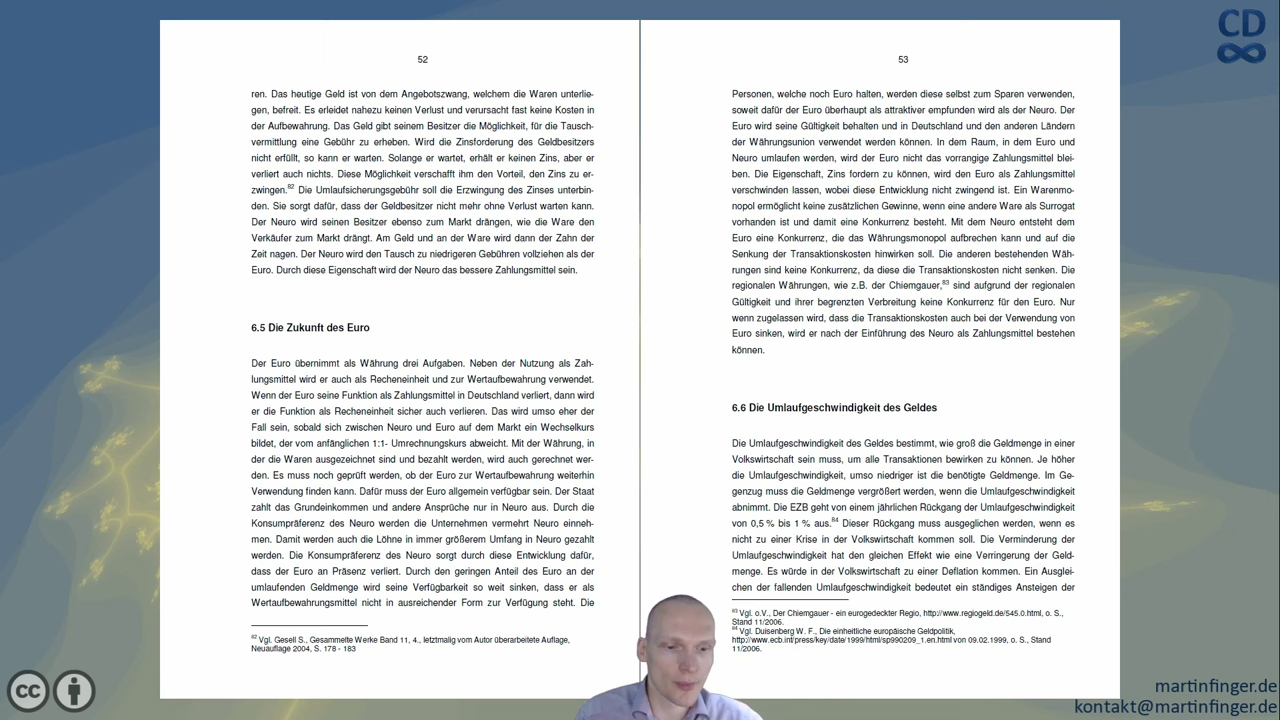 CD
52
ren. Das heutige Geld ist von dem Angebotszwang, welchem die Waren unterlie-
gen, befreit. Es erleidet nahezu keinen Verlust und verursacht fast keine Kosten in
der Aufbewahrung. Das Geld gibt seinem Besitzer die Möglichkeit, für die Tausch-
vermittlung eine Gebühr zu erheben. Wird die Zinsforderung des Geldbesitzers
nicht erfüllt, so kann er warten. Solange er wartet, erhält er keinen Zins, aber er
verliert auch nichts. Diese Möglichkeit verschafft ihm den Vorteil, den Zins zu er-
zwingen.82 Die Umlaufsicherungsgebühr soll die Erzwingung des Zinses unterbin-
den. Sie sorgt dafür, dass der Geldbesitzer nicht mehr ohne Verlust warten kann.
Der Neuro wird seinen Besitzer ebenso zum Markt drängen, wie die Ware den
Verkäufer zum Markt drängt. Am Geld und an der Ware wird dann der Zahn der
Zeit nagen. Der Neuro wird den Tausch zu niedrigeren Gebühren vollziehen als der
Euro. Durch diese Eigenschaft wird der Neuro das bessere Zahlungsmittel sein.
6.5 Die Zukunft des Euro
Der Euro übernimmt als Währung drei Aufgaben. Neben der Nutzung als Zah-
lungsmittel wird er auch als Recheneinheit und zur Wertaufbewahrung verwendet.
Wenn der Euro seine Funktion als Zahlungsmittel in Deutschland verliert, dann wird
er die Funktion als Recheneinheit sicher auch verlieren. Das wird umso eher der
Fall sein, sobald sich zwischen Neuro und Euro auf dem Markt ein Wechselkurs
bildet, der vom anfänglichen 1:1- Umrechnungskurs abweicht. Mit der Währung, in
der die Waren ausgezeichnet sind und bezahlt werden, wird auch gerechnet wer-
den. Es muss noch geprüft werden, ob der Euro zur Wertaufbewahrung weiterhin
Verwendung finden kann. Dafür muss der Euro allgemein verfügbar sein. Der Staat
zahlt das Grundeinkommen und andere Ansprüche nur in Neuro aus. Durch die
Konsumpräferenz des Neuro werden die Unternehmen vermehrt Neuro einneh-
men. Damit werden auch die Löhne in immer größerem Umfang in Neuro gezahlt
werden. Die Konsumpräferenz des Neuro sorgt durch diese Entwicklung dafür,
dass der Euro an Präsenz verliert. Durch den geringen Anteil des Euro an der
umlaufenden Geldmenge wird seine Verfügbarkeit so weit sinken, dass er als
Wertaufbewahrungsmittel nicht in ausreichender Form zur Verfügung steht. Die
82 Vgl. Gesell S., Gesammelte Werke Band 11, 4., letztmalig vom Autor überarbeitete Auflage,
Neuauflage 2004, S. 178 - 183
53
Personen, welche noch Euro halten, werden diese selbst zum Sparen verwenden,
soweit dafür der Euro überhaupt als attraktiver empfunden wird als der Neuro. Der
Euro wird seine Gültigkeit behalten und in Deutschland und den anderen Ländern
der Währungsunion verwendet werden können. In dem Raum, in dem Euro und
Neuro umlaufen werden, wird der Euro nicht das vorrangige Zahlungsmittel blei-
ben. Die Eigenschaft, Zins fordern zu können, wird den Euro als Zahlungsmittel
verschwinden lassen, wobei diese Entwicklung nicht zwingend ist. Ein Warenmo-
nopol ermöglicht keine zusätzlichen Gewinne, wenn eine andere Ware als Surrogat
vorhanden ist und damit eine Konkurrenz besteht. Mit dem Neuro entsteht dem
Euro eine Konkurrenz, die das Währungsmonopol aufbrechen kann und auf die
Senkung der Transaktionskosten hinwirken soll. Die anderen bestehenden Wäh-
rungen sind keine Konkurrenz, da diese die Transaktionskosten nicht senken. Die
regionalen Währungen, wie z.B. der Chiemgauer,83 sind aufgrund der regionalen
Gültigkeit und ihrer begrenzten Verbreitung keine Konkurrenz für den Euro. Nur
wenn zugelassen wird, dass die Transaktionskosten auch bei der Verwendung von
Euro sinken, wird er nach der Einführung des Neuro als Zahlungsmittel bestehen
können.
6.6 Die Umlaufgeschwindigkeit des Geldes
Die Umlaufgeschwindigkeit des Geldes bestimmt, wie groß die Geldmenge in einer
Volkswirtschaft sein muss, um alle Transaktionen bewirken zu können. Je höher
die Umlaufgeschwindigkeit, umso niedriger ist die benötigte Geldmenge. Im Ge-
genzug muss die Geldmenge vergrößert werden, wenn die Umlaufgeschwindigkeit
abnimmt. Die EZB geht von einem jährlichen Rückgang der Umlaufgeschwindigkeit
von 0,5 % bis 1 % aus.84 Dieser Rückgang muss ausgeglichen werden, wenn es
nicht zu einer Krise in der Volkswirtschaft kommen soll. Die Verminderung der
Umlaufgeschwindigkeit hat den gleichen Effekt wie eine Verringerung der Geld-
menge. Es würde in der Volkswirtschaft zu einer Deflation kommen. Ein Ausglei-
chen der fallenden Umlaufgeschwindigkeit bedeutet ein ständiges Ansteigen der
83 Vgl. o.V., Der Chiemgauer - ein eurogedeckter Regio, http://www.regiogeld.de/545.0.html, o. S.,
Stand 11/2006.
84 Vgl. Duisenberg W. F., Die einheitliche europäische Geldpolitik,
http://www.ecb.int/press/key/date/1999/html/sp990209_1.en.html von 09.02.1999, o. S., Stand
11/2006.
cc
martinfinger.de
kontakt@martinfinger.de